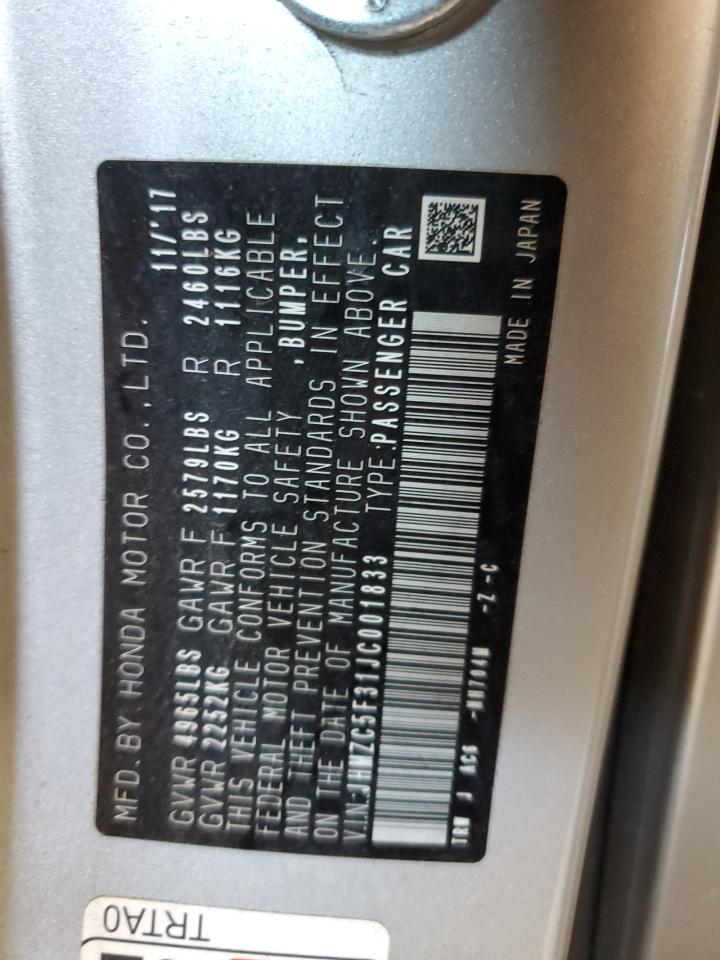 MFD. BY HONDA MOTOR CO., LTD. 11/'17
GVWR 4965LBS GAWR F 2579LBS R 2460LBS
GVWR 2252KG GAWR F 1170KG R 1116KG
THIS VEHICLE CONFORMS TO ALL APPLICABLE
FEDERAL MOTOR VEHICLE SAFETY , BUMPER,
AND THEFT PREVENTION STANDARDS IN EFFECT
ON THE DATE OF MANUFACTURE SHOWN ABOVE.
V.I.N:JHMZC5F31JC001833 TYPE:PASSENGER CAR
TRW J AC6 -Z -C MADE IN JAPAN
TRTA0